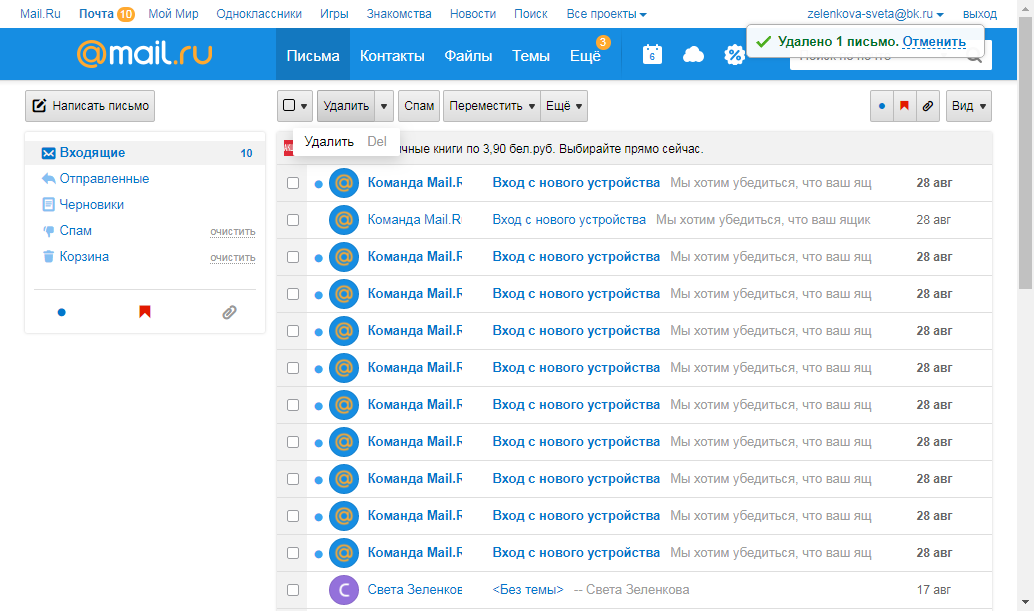 Mail.Ru Почта 10 Мой Мир Одноклассники Игры Знакомства Новости Поиск Все проекты zelenkova-sveta@bk.ru выход
@mail.ru Письма Контакты Файлы Темы Ещё 3 6 %
Удалено 1 письмо. Отменить
Написать письмо Удалить Спам Переместить Ещё Вид
Удалить Del
книги по 3,90 бел.руб. Выбирайте прямо сейчас.
Входящие 10
Отправленные
Черновики
Спам очистить
Корзина очистить
Команда Mail.R Вход с нового устройства Мы хотим убедиться, что ваш ящ 28 авг
Команда Mail.R Вход с нового устройства Мы хотим убедиться, что ваш ящик 28 авг
Команда Mail.R Вход с нового устройства Мы хотим убедиться, что ваш ящ 28 авг
Команда Mail.R Вход с нового устройства Мы хотим убедиться, что ваш ящ 28 авг
Команда Mail.R Вход с нового устройства Мы хотим убедиться, что ваш ящ 28 авг
Команда Mail.R Вход с нового устройства Мы хотим убедиться, что ваш ящ 28 авг
Команда Mail.R Вход с нового устройства Мы хотим убедиться, что ваш ящ 28 авг
Команда Mail.R Вход с нового устройства Мы хотим убедиться, что ваш ящ 28 авг
Команда Mail.R Вход с нового устройства Мы хотим убедиться, что ваш ящ 28 авг
Команда Mail.R Вход с нового устройства Мы хотим убедиться, что ваш ящ 28 авг
Команда Mail.R Вход с нового устройства Мы хотим убедиться, что ваш ящ 28 авг
С Света Зеленков <Без темы> -- Света Зеленкова 17 авг